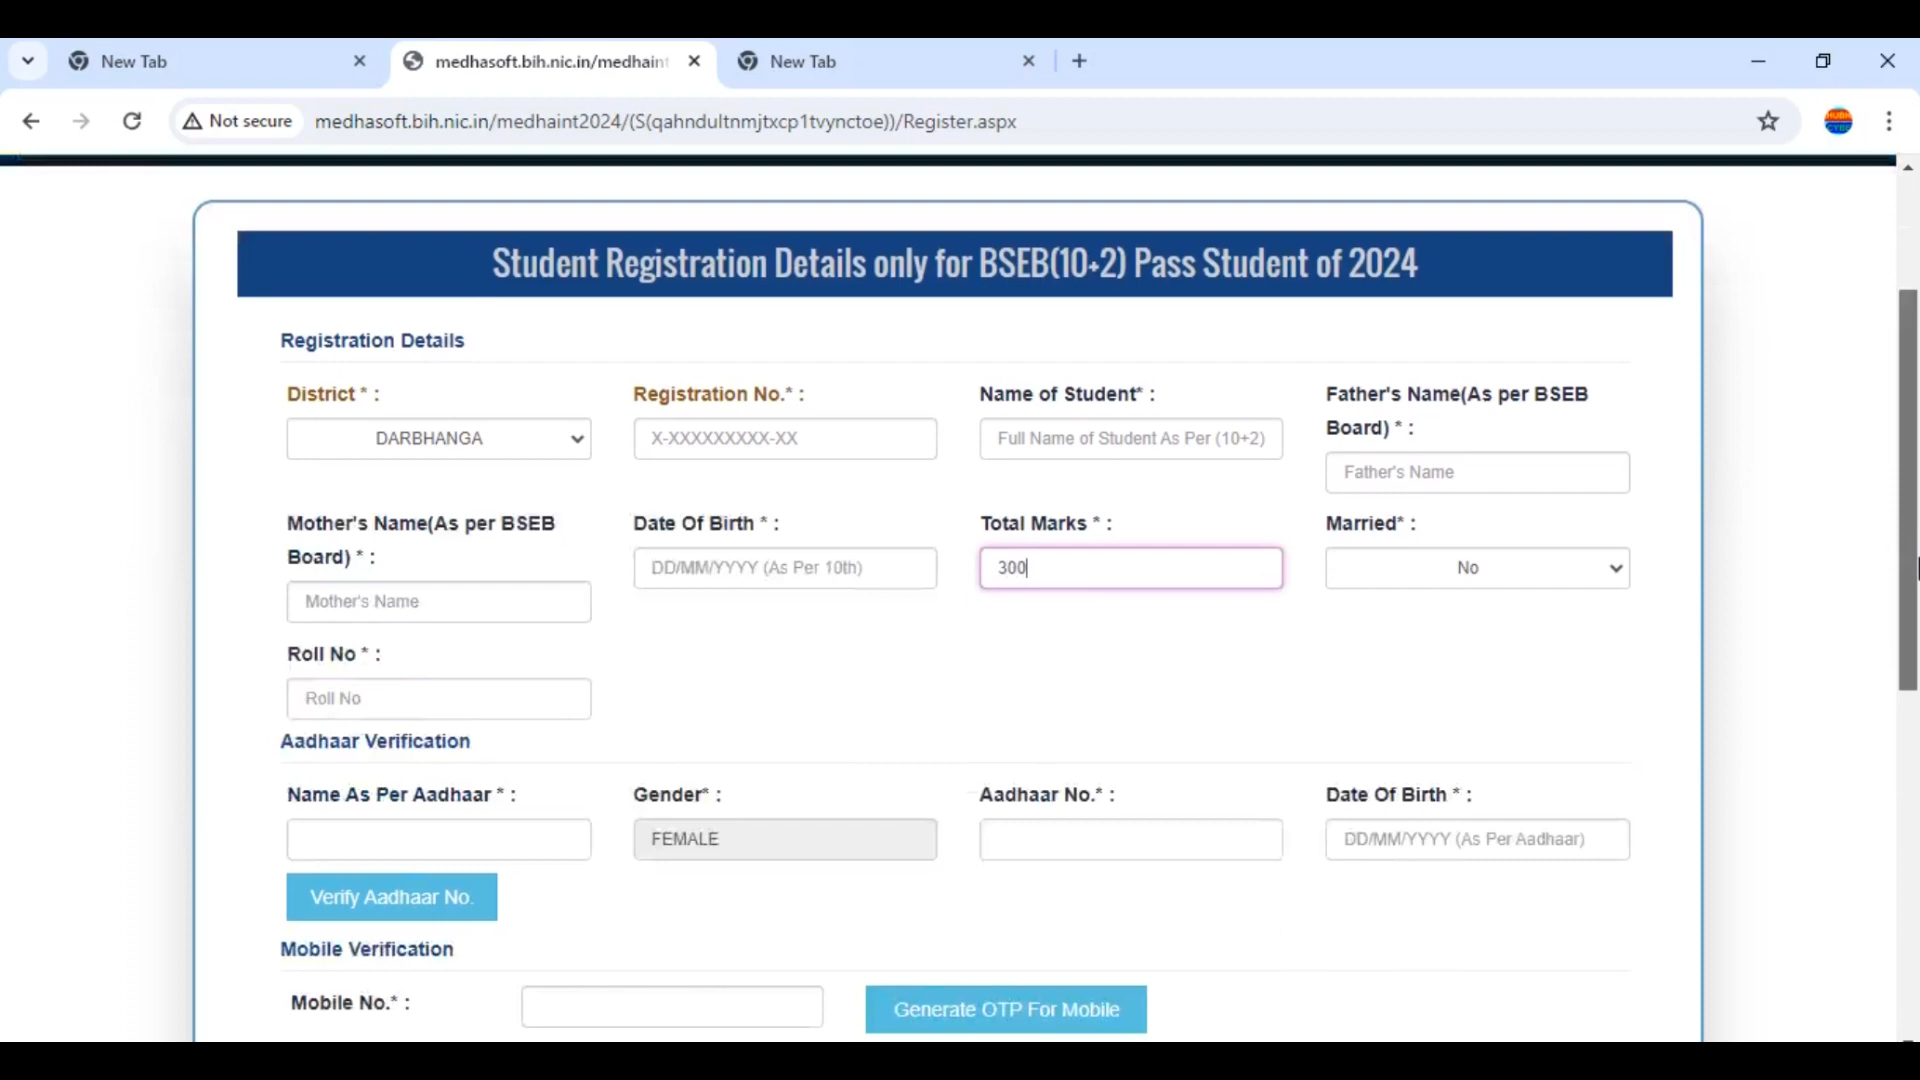 New Tab
medhasoft.bih.nic.in/medhaint
New Tab
Not secure
medhasoft.bih.nic.in/medhaint2024/(S(qahndultnmjtxcp1tvynctoe))/Register.aspx
Student Registration Details only for BSEB(10+2) Pass Student of 2024
Registration Details
District * :
Registration No.* :
Name of Student* :
Father's Name(As per BSEB
Board) * :
DARBHANGA
X-XXXXXXXXX-XX
Full Name of Student As Per (10+2)
Father's Name
Mother's Name(As per BSEB
Board) * :
Date Of Birth * :
Total Marks * :
Married* :
Mother's Name
DD/MM/YYYY (As Per 10th)
300
No
Roll No * :
Roll No
Aadhaar Verification
Name As Per Aadhaar * :
Gender* :
Aadhaar No.* :
Date Of Birth * :
FEMALE
DD/MM/YYYY (As Per Aadhaar)
Verify Aadhaar No.
Mobile Verification
Mobile No.* :
Generate OTP For Mobile